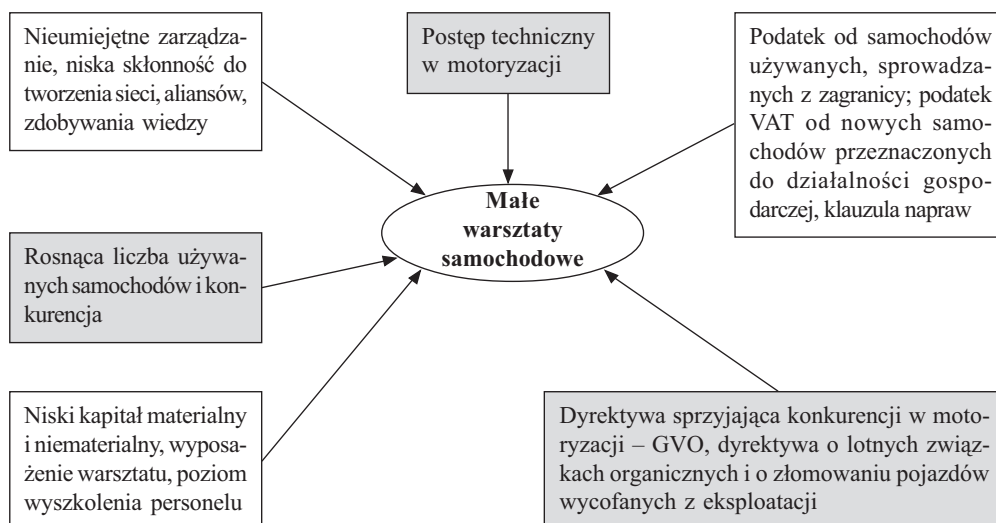 Nieumiejętne zarządza-
nie, niska skłonność do
tworzenia sieci, aliansów,
zdobywania wiedzy
Postęp techniczny
w motoryzacji
Podatek od samochodów
używanych, sprowadza-
nych z zagranicy; podatek
VAT od nowych samo-
chodów przeznaczonych
do działalności gospo-
darczej, klauzula napraw
Małe
warsztaty
samochodowe
Rosnąca liczba używa-
nych samochodów i kon-
kurencja
Niski kapitał materialny
i niematerialny, wyposa-
żenie warsztatu, poziom
wyszkolenia personelu
Dyrektywa sprzyjająca konkurencji w moto-
ryzacji – GVO, dyrektywa o lotnych związ-
kach organicznych i o złomowaniu pojazdów
wycofanych z eksploatacji